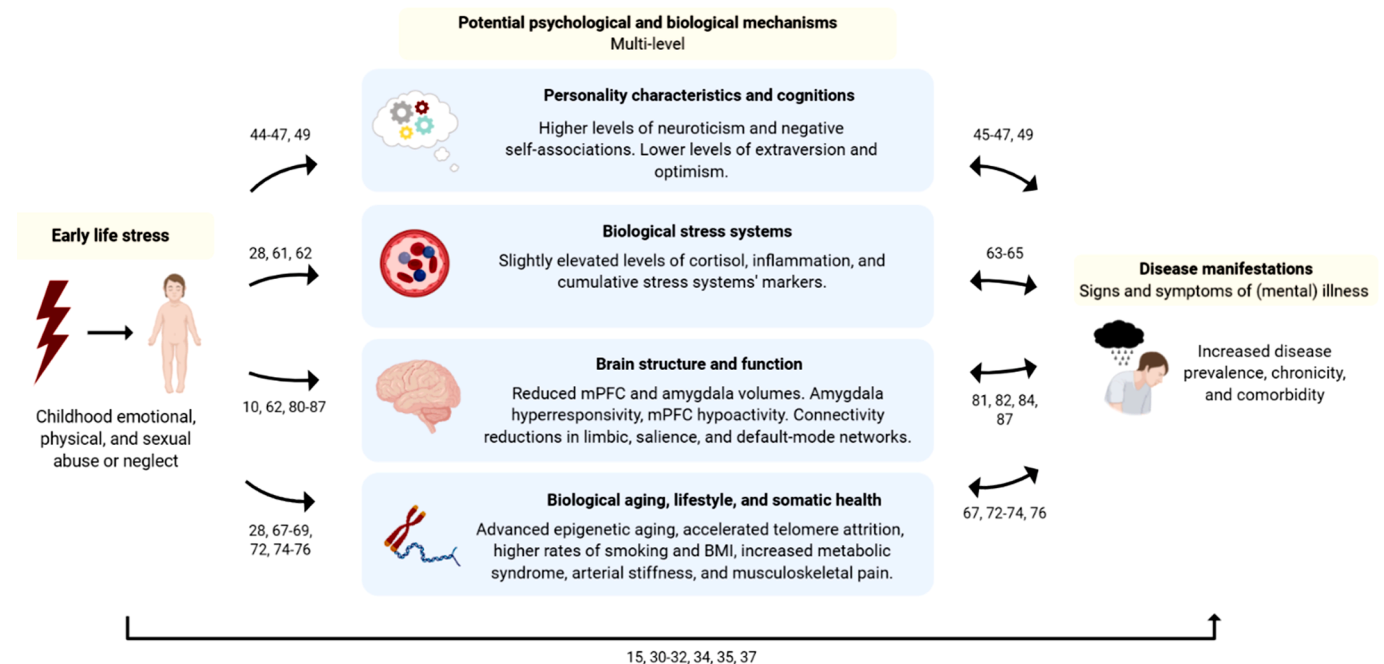 Potential psychological and biological mechanisms
Multi-level
Personality characteristics and cognitions
Higher levels of neuroticism and negative
self-associations. Lower levels of extraversion and
optimism.
44-47, 49
45-47, 49
Early life stress
Childhood emotional,
physical, and sexual
abuse or neglect
28, 61, 62
Biological stress systems
Slightly elevated levels of cortisol, inflammation, and
cumulative stress systems' markers.
63-65
Disease manifestations
Signs and symptoms of (mental) illness
Increased disease
prevalence, chronicity,
and comorbidity
10, 62, 80-87
Brain structure and function
Reduced mPFC and amygdala volumes. Amygdala
hyperresponsivity, mPFC hypoactivity. Connectivity
reductions in limbic, salience, and default-mode networks.
81, 82, 84,
87
28, 67-69,
72, 74-76
Biological aging, lifestyle, and somatic health
Advanced epigenetic aging, accelerated telomere attrition,
higher rates of smoking and BMI, increased metabolic
syndrome, arterial stiffness, and musculoskeletal pain.
67, 72-74, 76
15, 30-32, 34, 35, 37